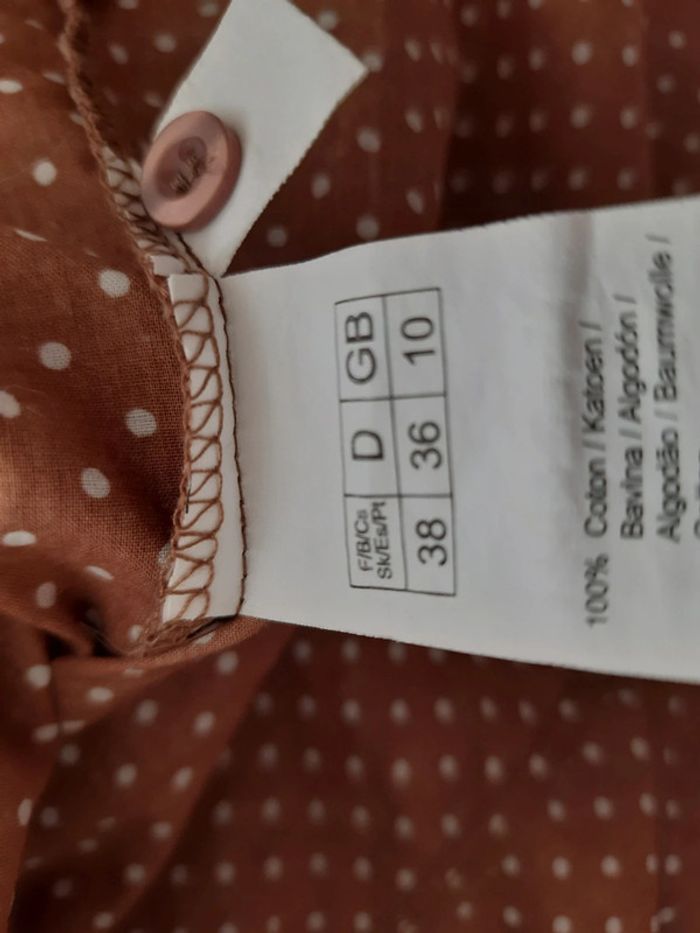 F/B/Cs
Sk/Es/Pt
D
GB
38
36
10
100% Coton / Katoen /
Bavlna / Algodón /
Algodão / Baumwolle /